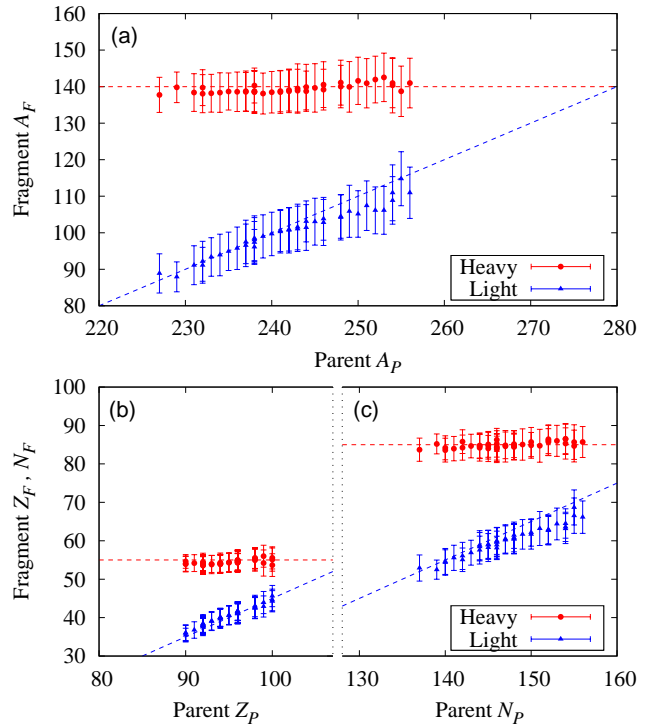 160
(a)
150
140
130
120
110
100
90
80
Fragment A_F
Heavy
Light
220 230 240 250 260 270 280
Parent A_P
100
(b) (c)
90
80
70
60
50
40
30
Fragment Z_F , N_F
Heavy
Light
80 90 100 130 140 150 160
Parent Z_P Parent N_P